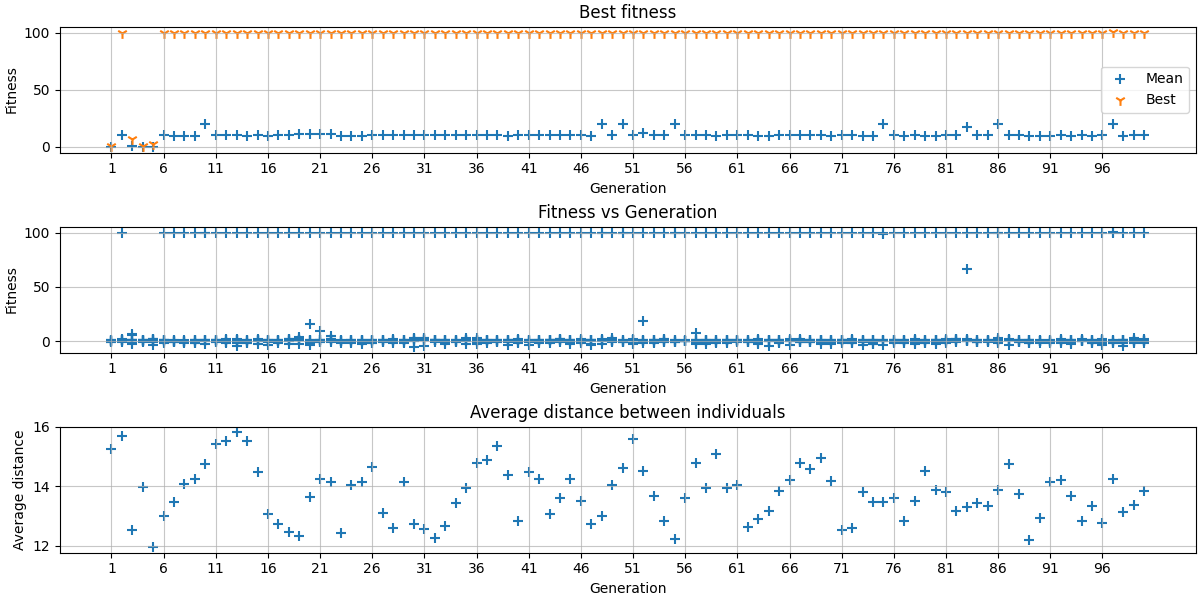 Best fitness
100
50
0
Fitness
Mean
Best
1 6 11 16 21 26 31 36 41 46 51 56 61 66 71 76 81 86 91 96
Generation
Fitness vs Generation
100
50
0
Fitness
1 6 11 16 21 26 31 36 41 46 51 56 61 66 71 76 81 86 91 96
Generation
Average distance between individuals
16
14
12
Average distance
1 6 11 16 21 26 31 36 41 46 51 56 61 66 71 76 81 86 91 96
Generation